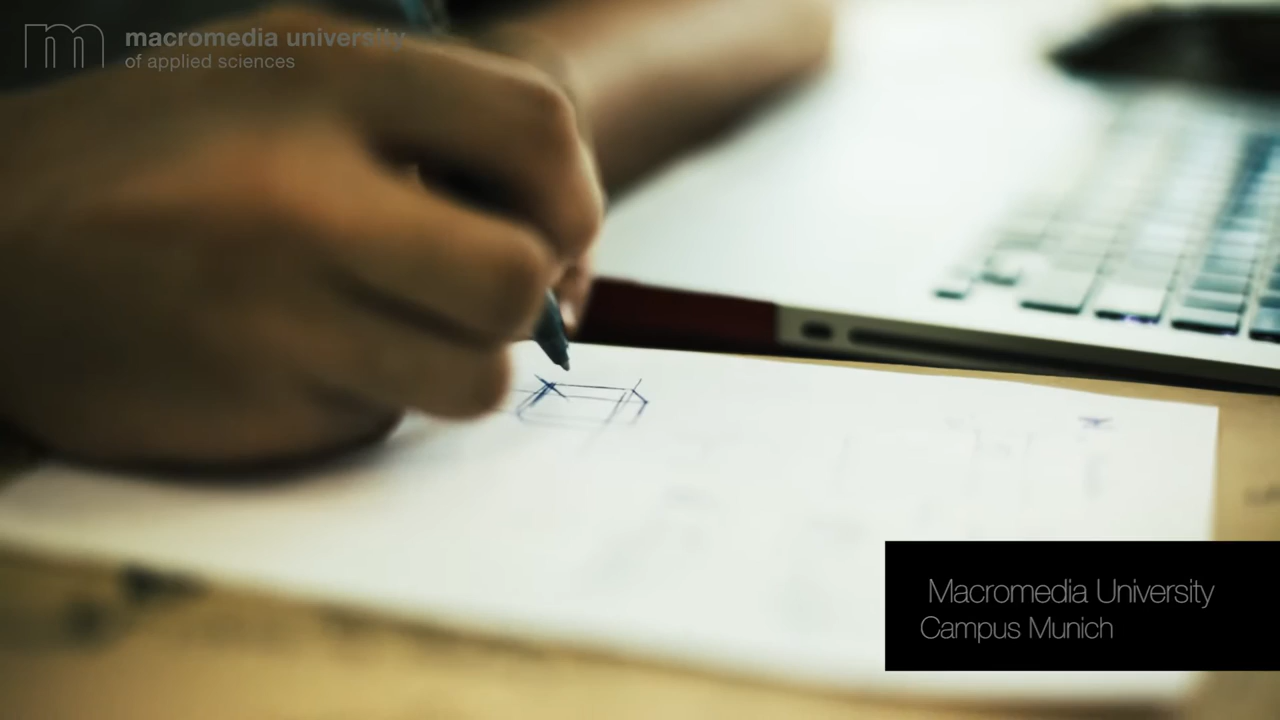 macromedia university
of applied sciences
Macromedia University
Campus Munich